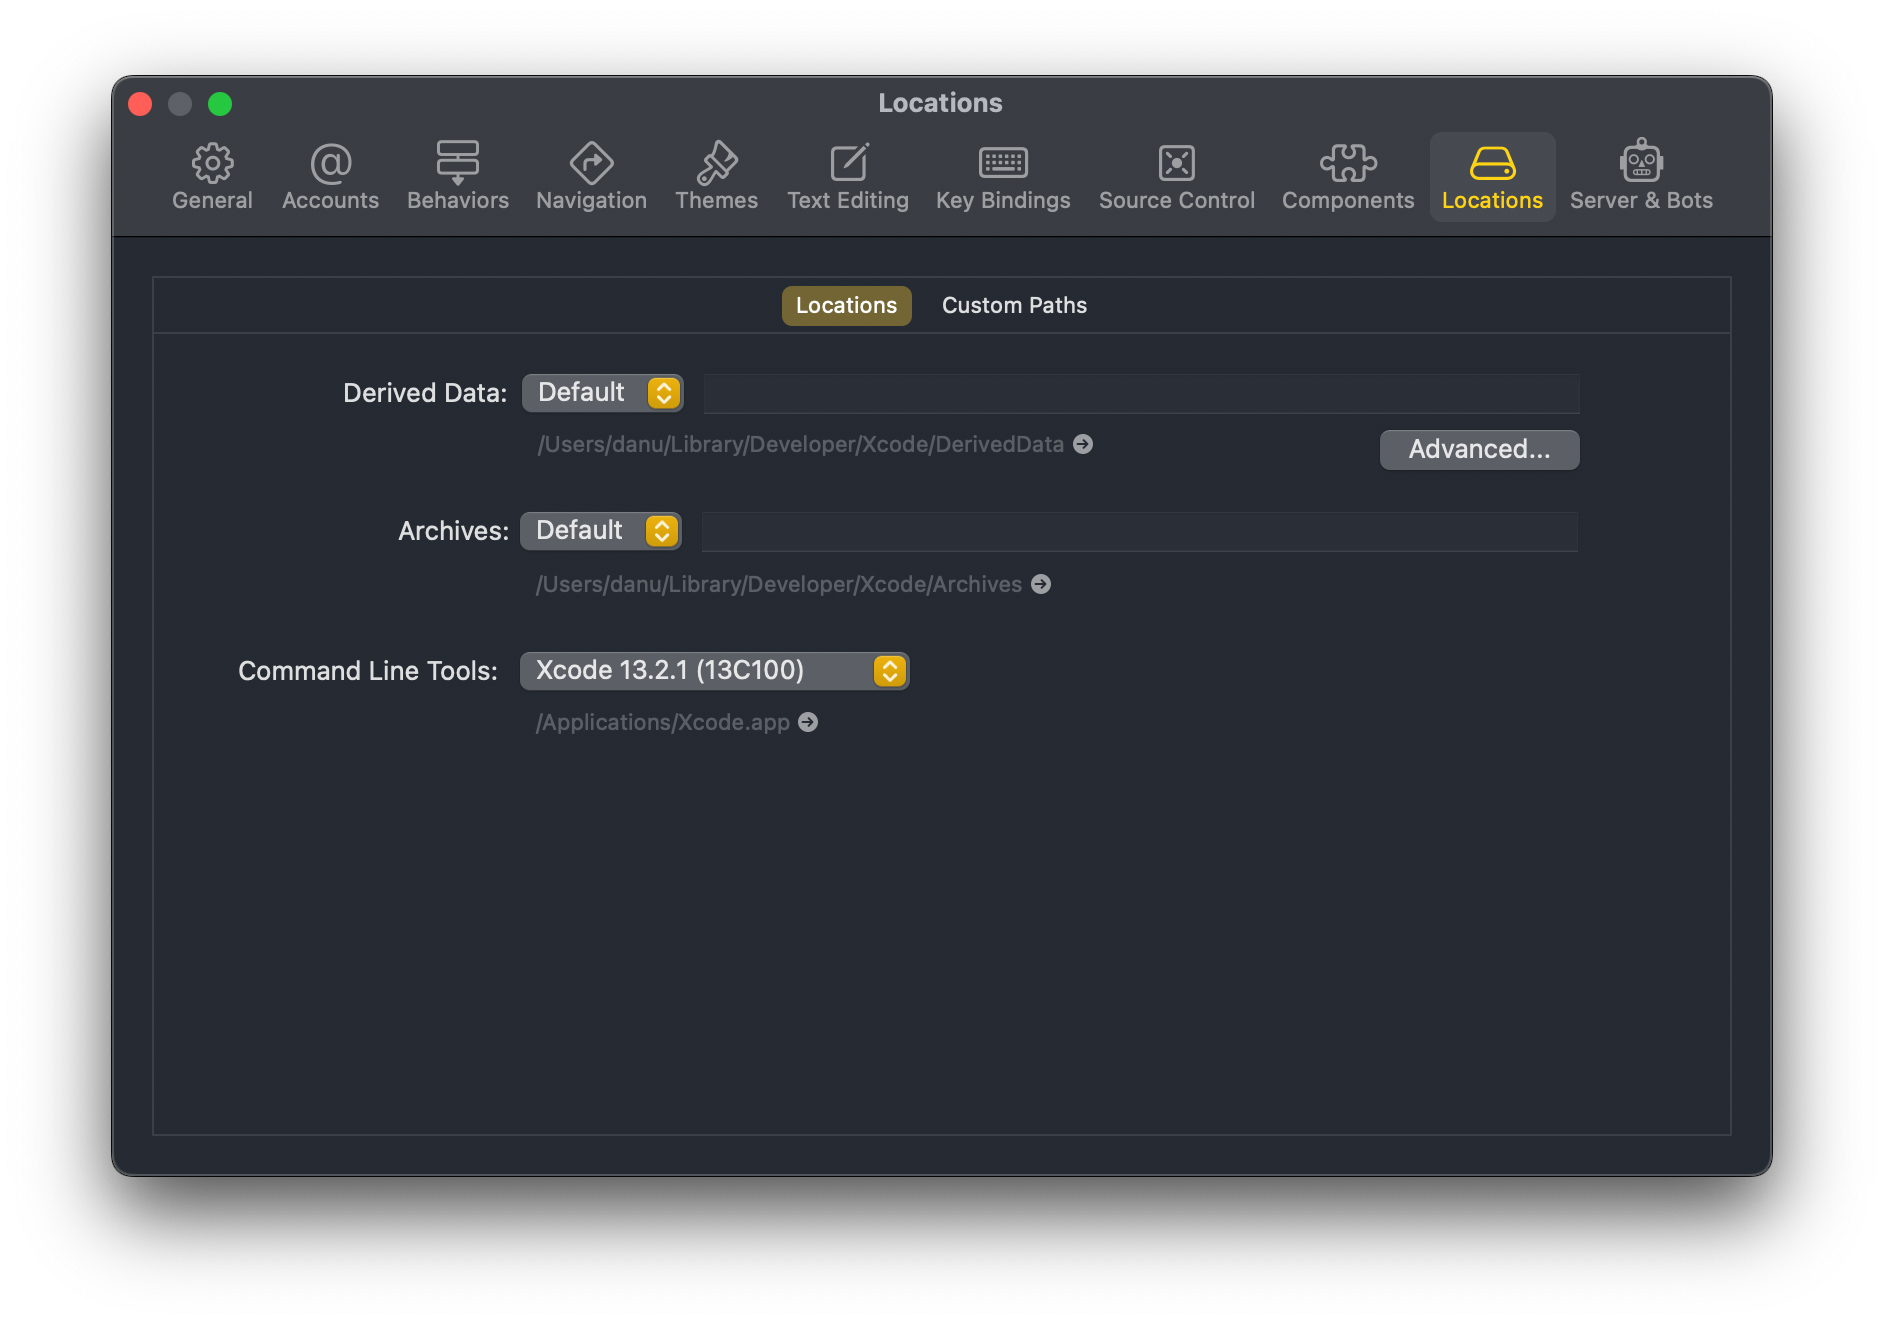 Locations
General Accounts Behaviors Navigation Themes Text Editing Key Bindings Source Control Components Locations Server & Bots
Locations Custom Paths
Derived Data: Default
/Users/danu/Library/Developer/Xcode/DerivedData Advanced...
Archives: Default
/Users/danu/Library/Developer/Xcode/Archives
Command Line Tools: Xcode 13.2.1 (13C100)
/Applications/Xcode.app